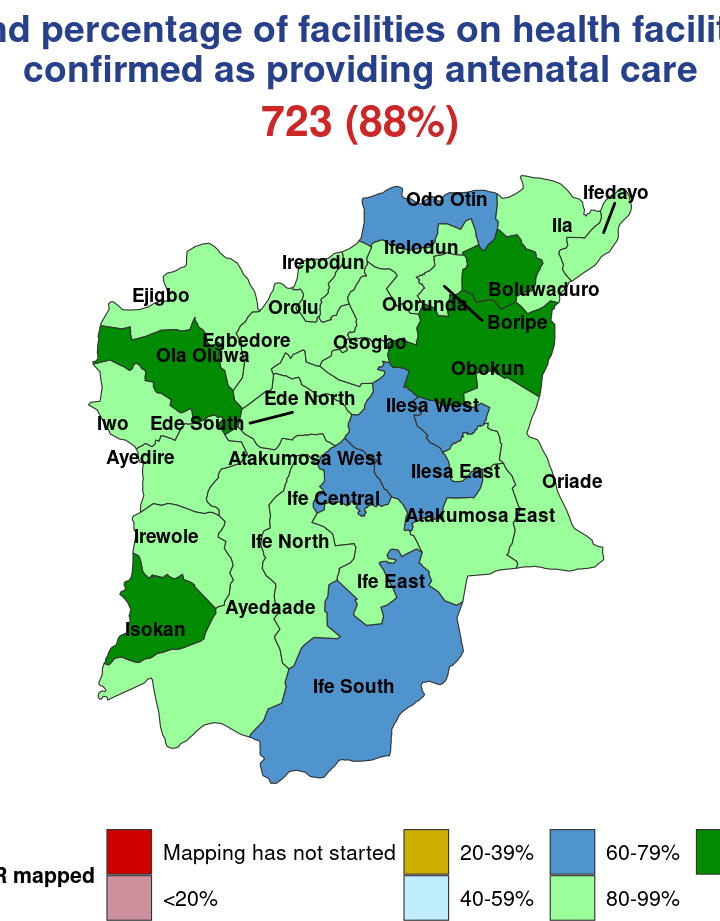 nd percentage of facilities on health facilit
confirmed as providing antenatal care
723 (88%)
Ifedayo
Odo Otin
Ila
Ifelodun
Irepodun
Boluwaduro
Ejigbo
Orolu
Olorunda
Boripe
Egbedore
Osogbo
Ola Oluwa
Obokun
Ede North
Ilesa West
Iwo
Ede South
Ayedire
Atakumosa West
Ilesa East
Oriade
Ife Central
Atakumosa East
Irewole
Ife North
Ife East
Ayedaade
Isokan
Ife South
R mapped
Mapping has not started
<20%
20-39%
40-59%
60-79%
80-99%